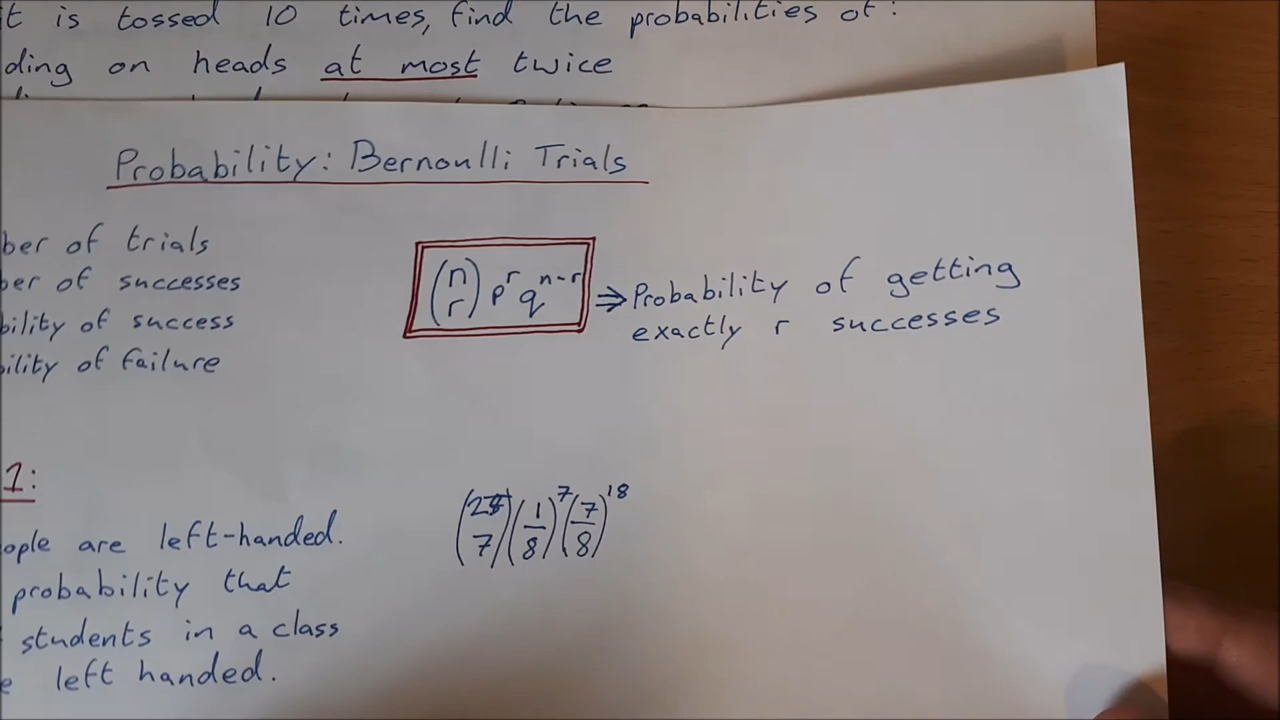 t is tossed 10 times, find the probabilities of:
ding on heads at most twice
Probability: Bernoulli Trials
ber of trials
ber of successes
bility of success
bility of failure
(n r) p^r q^{n-r} ⇒ Probability of getting
exactly r successes
1:
ople are left-handed.
probability that
students in a class
e left handed.
(25 7)(1/8)^7(7/8)^18